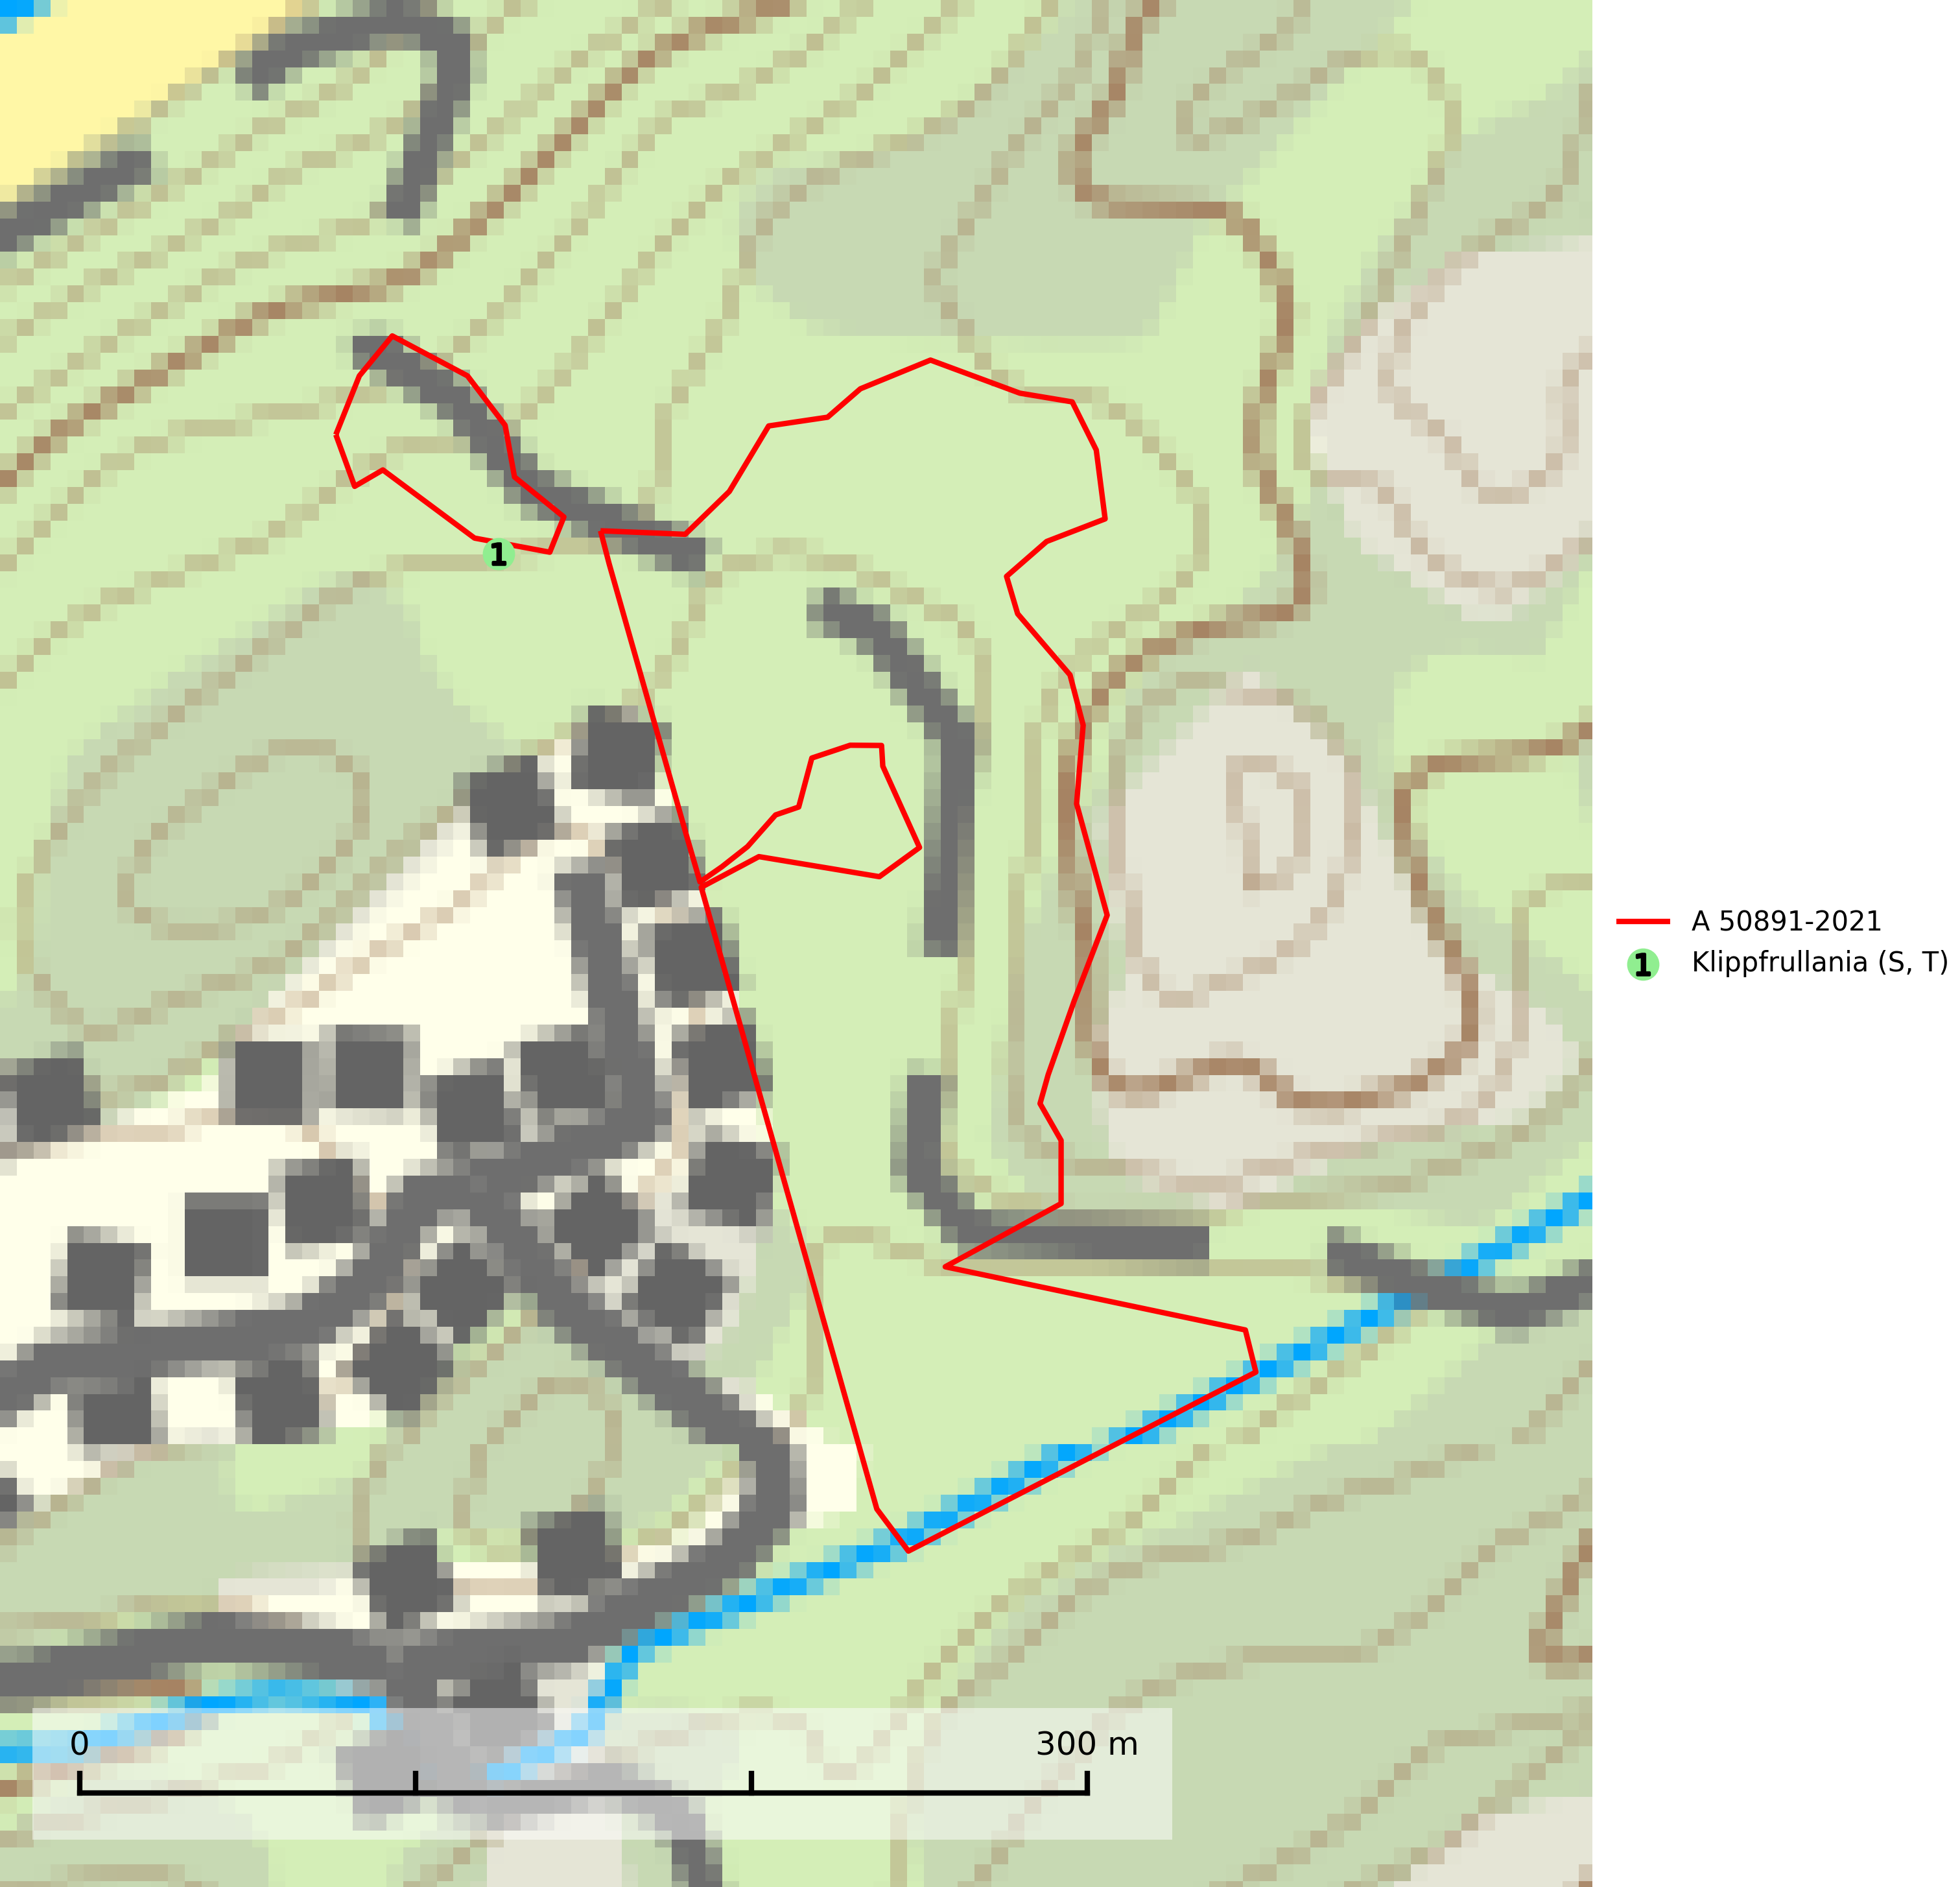 1
A 50891-2021
1 Klippfrullania (S, T)
0 300 m